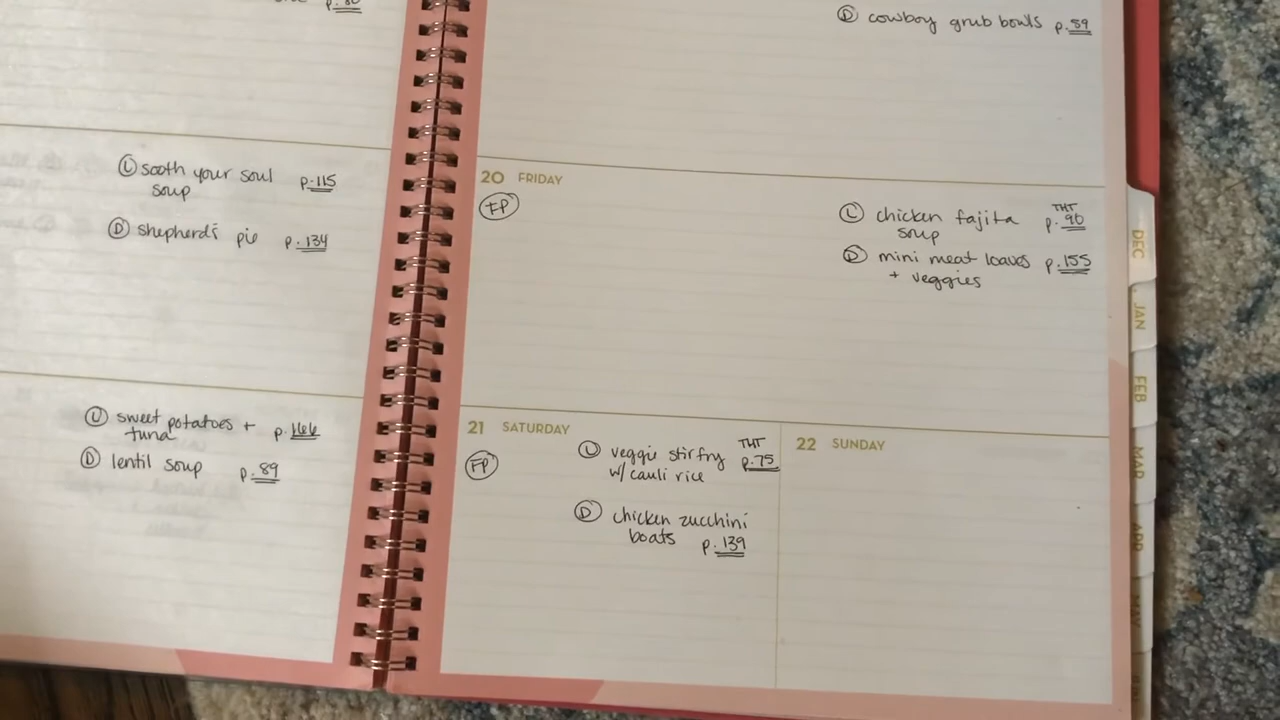 p.80
Ⓛ sooth your soul p.115
soup
Ⓓ shepherd's pie p.134
Ⓛ sweet potatoes + p.166
tuna
Ⓓ lentil soup p.89
Ⓓ cowboy grub bowls p.89
20 FRIDAY
FP
Ⓛ chicken fajita THT p.90
soup
Ⓓ mini meat loaves p.155
+ veggies
21 SATURDAY
FP
Ⓛ veggie stirfry THT p.75
w/cauli rice
Ⓓ chicken zucchini
boats p.139
22 SUNDAY
DEC
JAN
FEB
MAR
APR